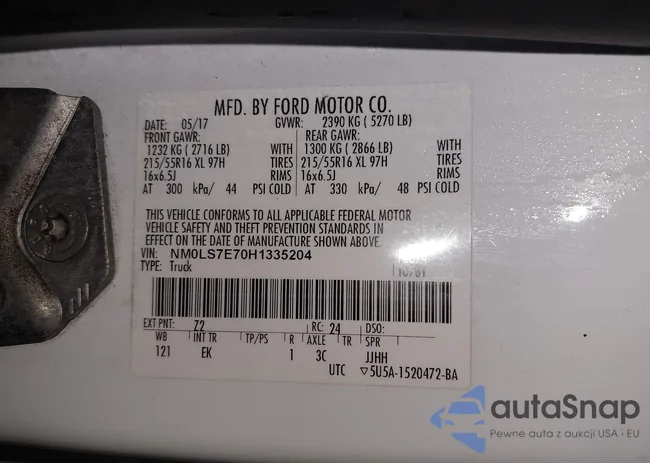 MFD. BY FORD MOTOR CO.
DATE: 05/17 GVWR: 2390 KG ( 5270 LB)
FRONT GAWR: REAR GAWR:
1232 KG ( 2716 LB) WITH 1300 KG ( 2866 LB) WITH
215/55R16 XL 97H TIRES 215/55R16 XL 97H TIRES
16x6.5J RIMS 16x6.5J RIMS
AT 300 kPa/ 44 PSI COLD AT 330 kPa/ 48 PSI COLD
THIS VEHICLE CONFORMS TO ALL APPLICABLE FEDERAL MOTOR
VEHICLE SAFETY AND THEFT PREVENTION STANDARDS IN
EFFECT ON THE DATE OF MANUFACTURE SHOWN ABOVE.
VIN: NM0LS7E70H1335204
TYPE: Truck
EXT PNT: Z2 RC: 24 DSO:
WB INT TR TP/PS R AXLE TR SPR
121 EK 1 3C JJHH
UTC ▽5U5A-1520472-BA
autaSnap
Pewne auta z aukcji USA i EU